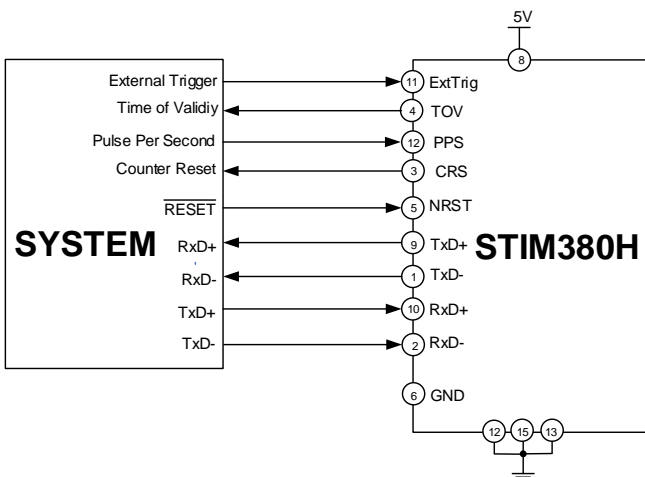 5V
8
External Trigger 11 ExtTrig
Time of Validiy 4 TOV
Pulse Per Second 12 PPS
Counter Reset 3 CRS
RESET 5 NRST
SYSTEM RxD+ 9 TxD+ STIM380H
RxD- 1 TxD-
TxD+ 10 RxD+
TxD- 2 RxD-
6 GND
12 15 13